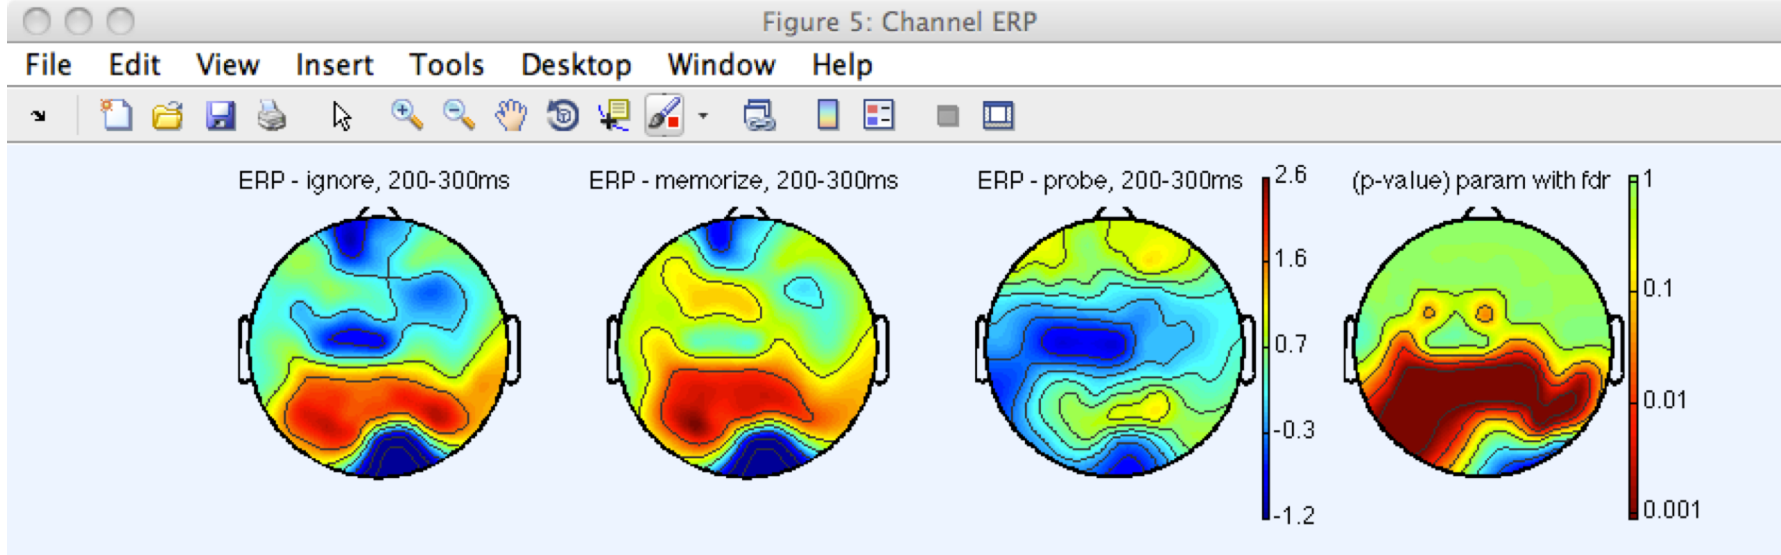 Figure 5: Channel ERP
File Edit View Insert Tools Desktop Window Help
ERP - ignore, 200-300ms
ERP - memorize, 200-300ms
ERP - probe, 200-300ms
2.6
1.6
0.7
-0.3
-1.2
(p-value) param with fdr
1
0.1
0.01
0.001